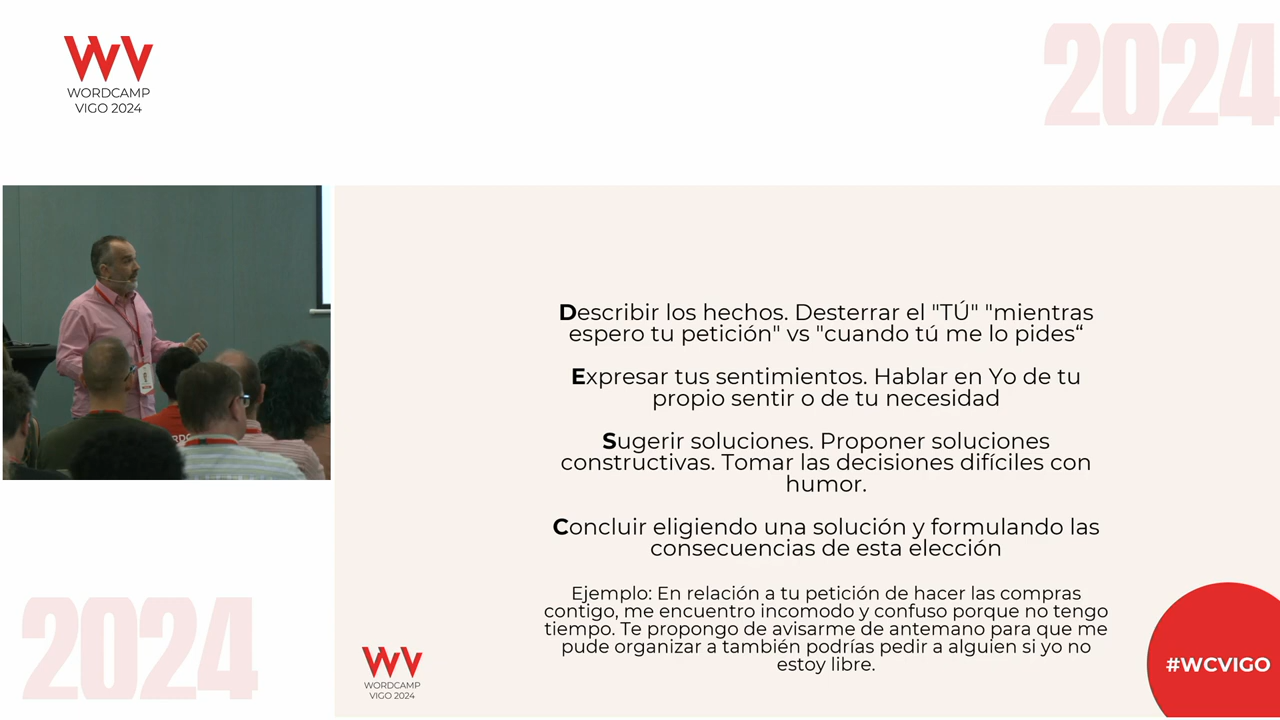 WORDCAMP
VIGO 2024
2024
Describir los hechos. Desterrar el "TÚ" "mientras
espero tu petición" vs "cuando tú me lo pides“
Expresar tus sentimientos. Hablar en Yo de tu
propio sentir o de tu necesidad
Sugerir soluciones. Proponer soluciones
constructivas. Tomar las decisiones difíciles con
humor.
Concluir eligiendo una solución y formulando las
consecuencias de esta elección
Ejemplo: En relación a tu petición de hacer las compras
contigo, me encuentro incomodo y confuso porque no tengo
tiempo. Te propongo de avisarme de antemano para que me
pude organizar a también podrías pedir a alguien si yo no
estoy libre.
2024
WORDCAMP
VIGO 2024
#WCVIGO